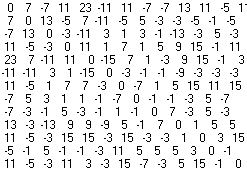 0 7 -7 11 23 -11 11 -7 7 -13 11 -5
7 0 13 -5 7 -11 -5 5 -3 -3 -5 -1 -5
-7 13 0 -3 -11 3 1 3 -1 -13 -3 5 -3
11 -5 -3 0 11 1 7 1 5 9 15 -1 11
23 7 -11 11 0 -15 7 1 -3 9 15 -1 3
-11 -11 3 1 -15 0 -3 -1 -1 -9 -3 -3 -3
11 -5 1 7 7 -3 0 -7 1 5 15 11 15
-7 5 3 1 1 -1 -7 0 -1 -1 -3 5 -7
7 -3 -1 5 -3 -1 1 -1 0 7 -3 5 -3
13 -3 -13 9 9 -9 5 -1 7 0 1 5 5
11 -5 -3 15 15 -3 15 -3 -3 1 0 3 15
-5 -1 5 -1 -1 -3 11 5 5 5 3 0 -1
11 -5 -3 11 3 -3 15 -7 -3 5 15 -1 0